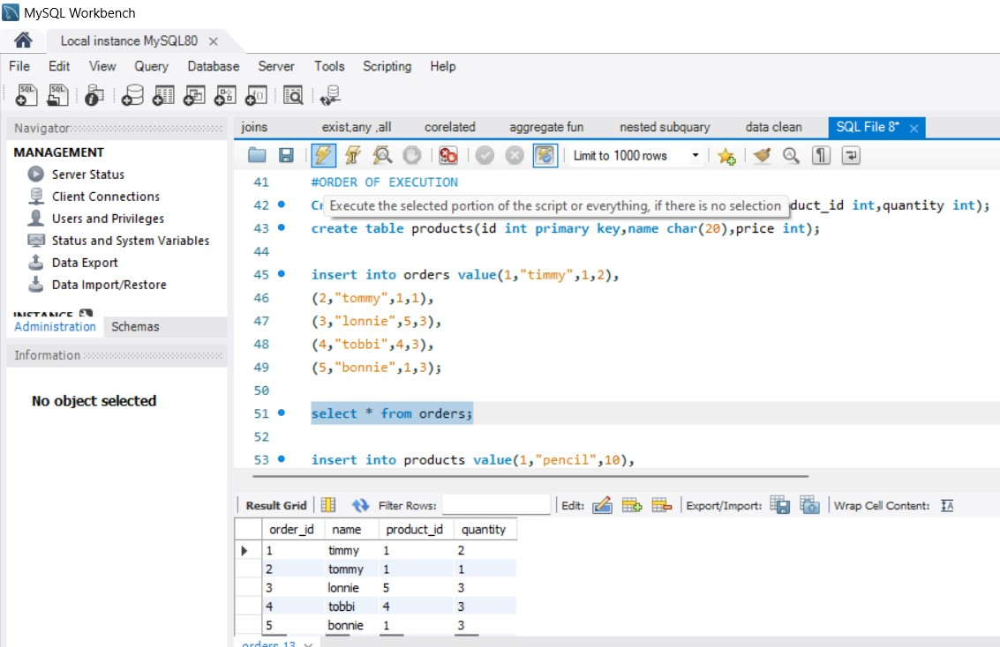 MySQL Workbench
Local instance MySQL80
File Edit View Query Database Server Tools Scripting Help
Navigator
MANAGEMENT
Server Status
Client Connections
Users and Privileges
Status and System Variables
Data Export
Data Import/Restore
INSTANCE
Administration Schemas
Information
No object selected
joins exist,any ,all corelated aggregate fun nested subquary data clean SQL File 8*
Limit to 1000 rows
41 #ORDER OF EXECUTION
42 Cr duct_id int,quantity int);
Execute the selected portion of the script or everything, if there is no selection
43 create table products(id int primary key,name char(20),price int);
44
45 insert into orders value(1,"timmy",1,2),
46 (2,"tommy",1,1),
47 (3,"lonnie",5,3),
48 (4,"tobbi",4,3),
49 (5,"bonnie",1,3);
50
51 select * from orders;
52
53 insert into products value(1,"pencil",10),
Result Grid Filter Rows: Edit: Export/Import: Wrap Cell Content:
order_id name product_id quantity
1 timmy 1 2
2 tommy 1 1
3 lonnie 5 3
4 tobbi 4 3
5 bonnie 1 3
orders 13